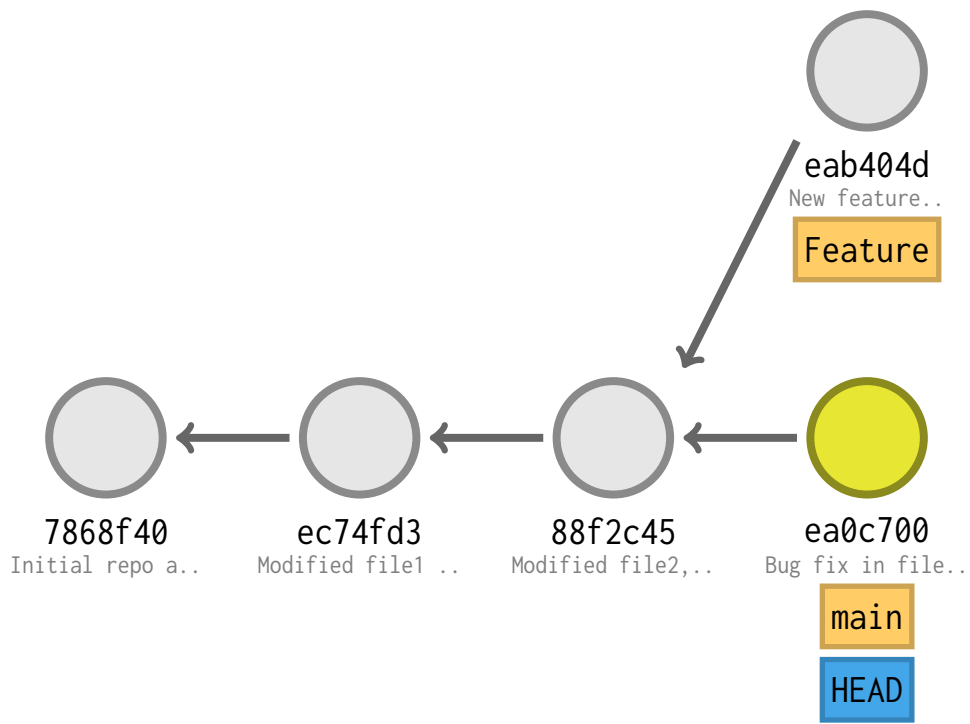 eab404d
New feature..
Feature
7868f40
Initial repo a..
ec74fd3
Modified file1 ..
88f2c45
Modified file2,..
ea0c700
Bug fix in file..
main
HEAD